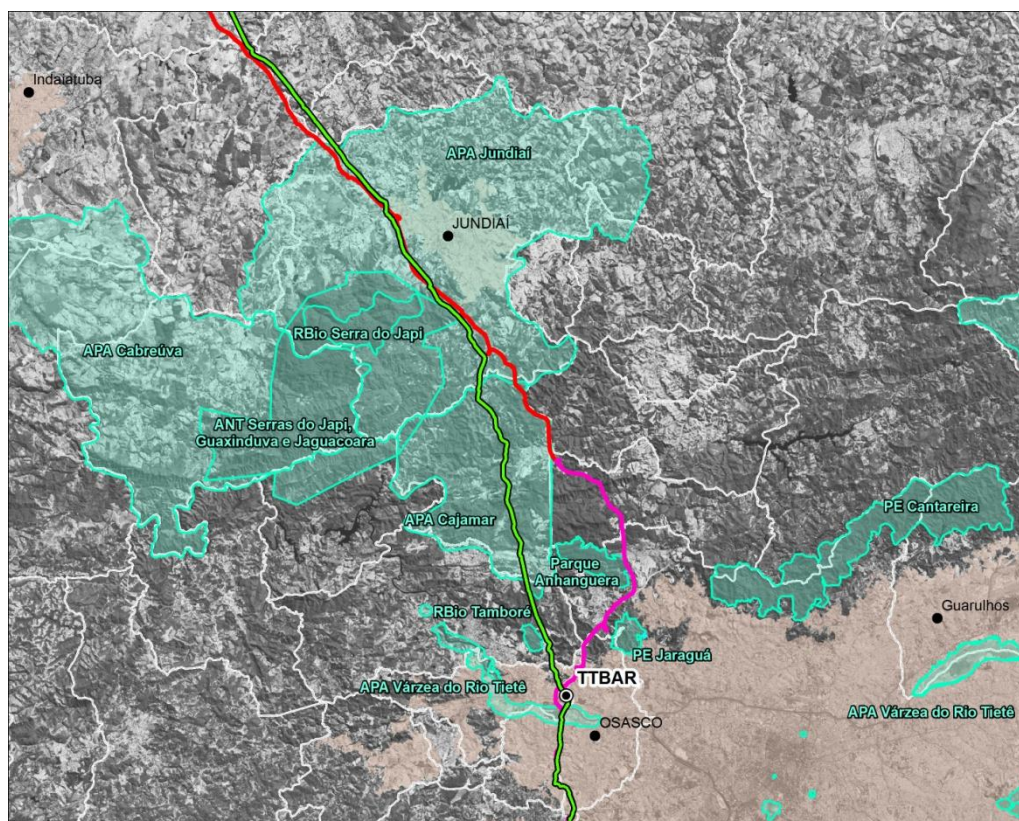 Indaiatuba
APA Jundiaí
JUNDIAÍ
RBio Serra do Japi
APA Cabreúva
ANT Serras do Japi,
Guaxinduva e Jaguacoara
APA Cajamar
PE Cantareira
Parque
Anhanguera
Guarulhos
RBio Tamboré
PE Jaraguá
TTBAR
APA Várzea do Rio Tietê
APA Várzea do Rio Tietê
OSASCO